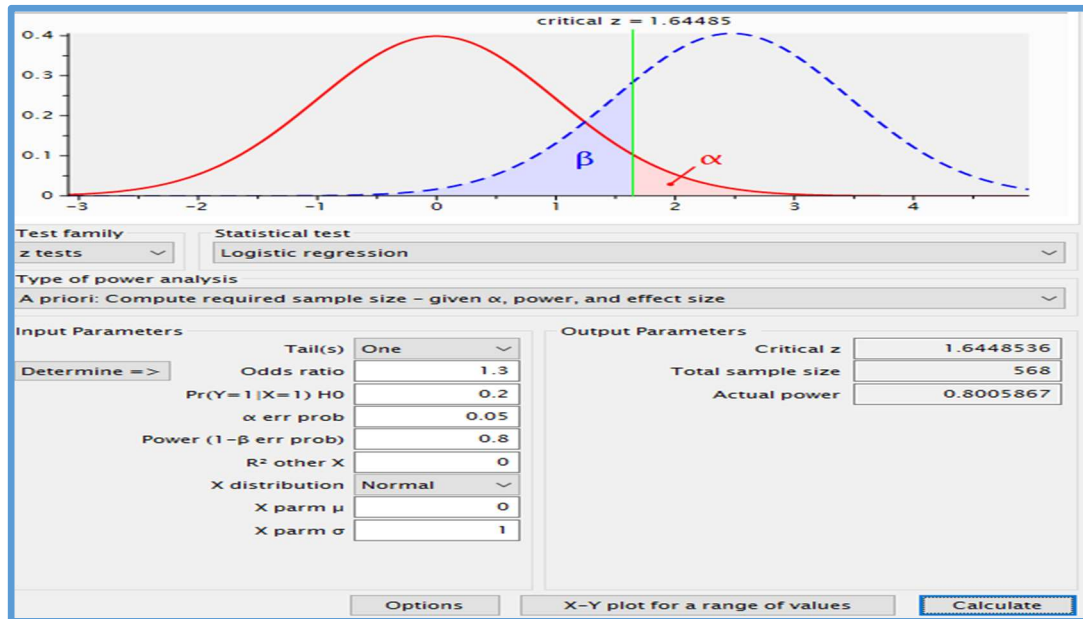 critical z = 1.64485
0.4
0.3
0.2
0.1
0
β
α
-3 -2 -1 0 1 2 3 4
Test family Statistical test
z tests Logistic regression
Type of power analysis
A priori: Compute required sample size – given α, power, and effect size
Input Parameters Output Parameters
Tail(s) One Critical z 1.6448536
Determine => Odds ratio 1.3 Total sample size 568
Pr(Y=1|X=1) H0 0.2 Actual power 0.8005867
α err prob 0.05
Power (1-β err prob) 0.8
R² other X 0
X distribution Normal
X parm μ 0
X parm σ 1
Options X-Y plot for a range of values Calculate